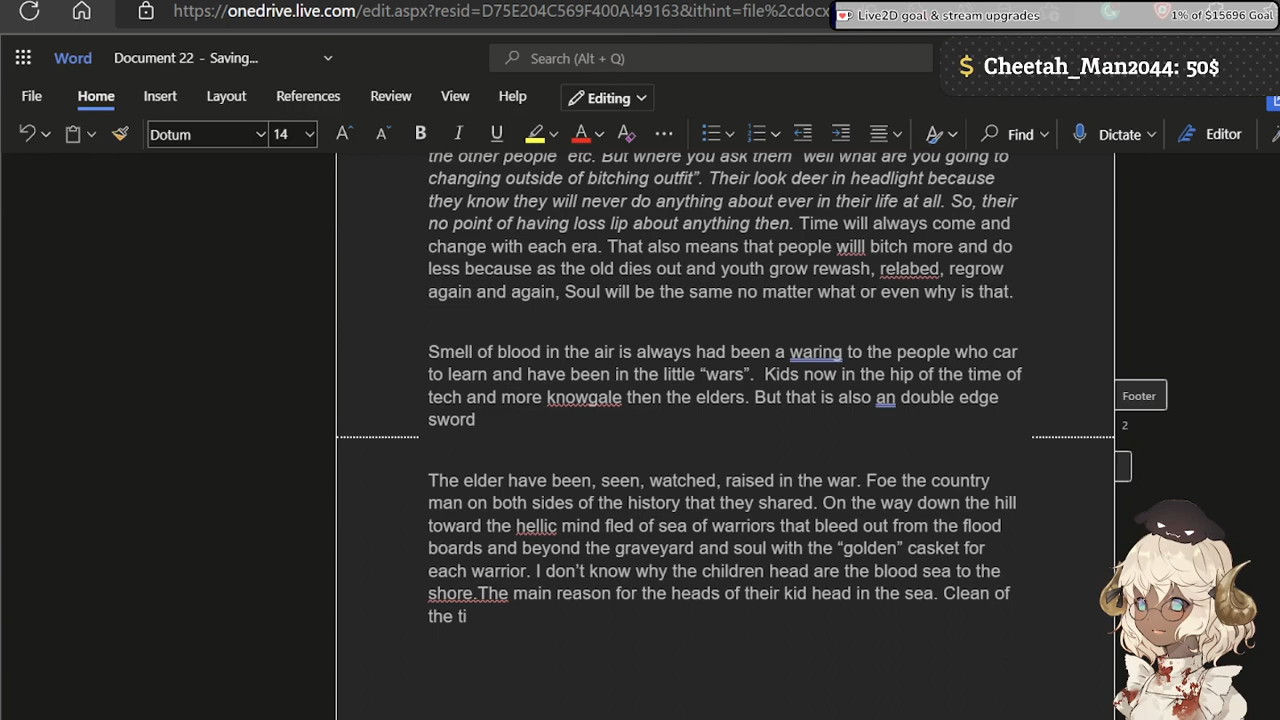 https://onedrive.live.com/edit.aspx?resid=D75E204C569F400A!49163&ithint=file%2cdocx
Live2D goal & stream upgrades 1% of $15696 Goal
Word Document 22 - Saving... Search (Alt + Q)
$ Cheetah_Man2044: 50$
File Home Insert Layout References Review View Help Editing
Datum 14 B I U A Find Dictate Editor
the other people" etc. But where you ask them "well what are you going to
changing outside of bitching outfit". Their look deer in headlight because
they know they will never do anything about ever in their life at all. So, their
no point of having loss lip about anything then. Time will always come and
change with each era. That also means that people willl bitch more and do
less because as the old dies out and youth grow rewash, relabed, regrow
again and again, Soul will be the same no matter what or even why is that.
Smell of blood in the air is always had been a waring to the people who car
to learn and have been in the little “wars”.  Kids now in the hip of the time of
tech and more knowgale then the elders. But that is also an double edge
sword
Footer
2
The elder have been, seen, watched, raised in the war. Foe the country
man on both sides of the history that they shared. On the way down the hill
toward the hellic mind fled of sea of warriors that bleed out from the flood
boards and beyond the graveyard and soul with the “golden” casket for
each warrior. I don’t know why the children head are the blood sea to the
shore.The main reason for the heads of their kid head in the sea. Clean of
the ti